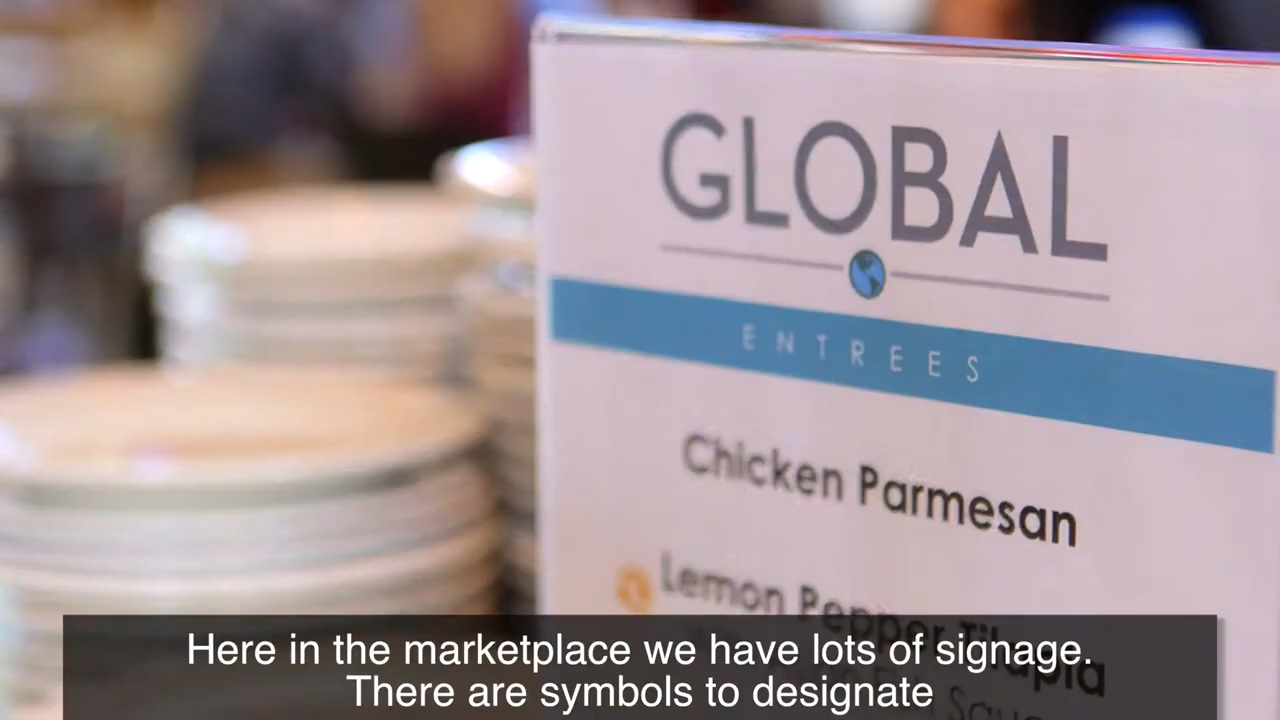 GLOBAL
ENTREES
Chicken Parmesan
Lemon Pepper Tilapia
Here in the marketplace we have lots of signage.
There are symbols to designate